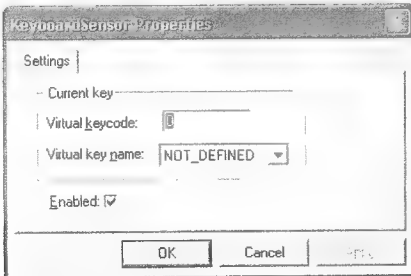 KeyboardSensor Properties
Settings
Current key
Virtual keycode: 0
Virtual key name: NOT_DEFINED
Enabled:
OK Cancel